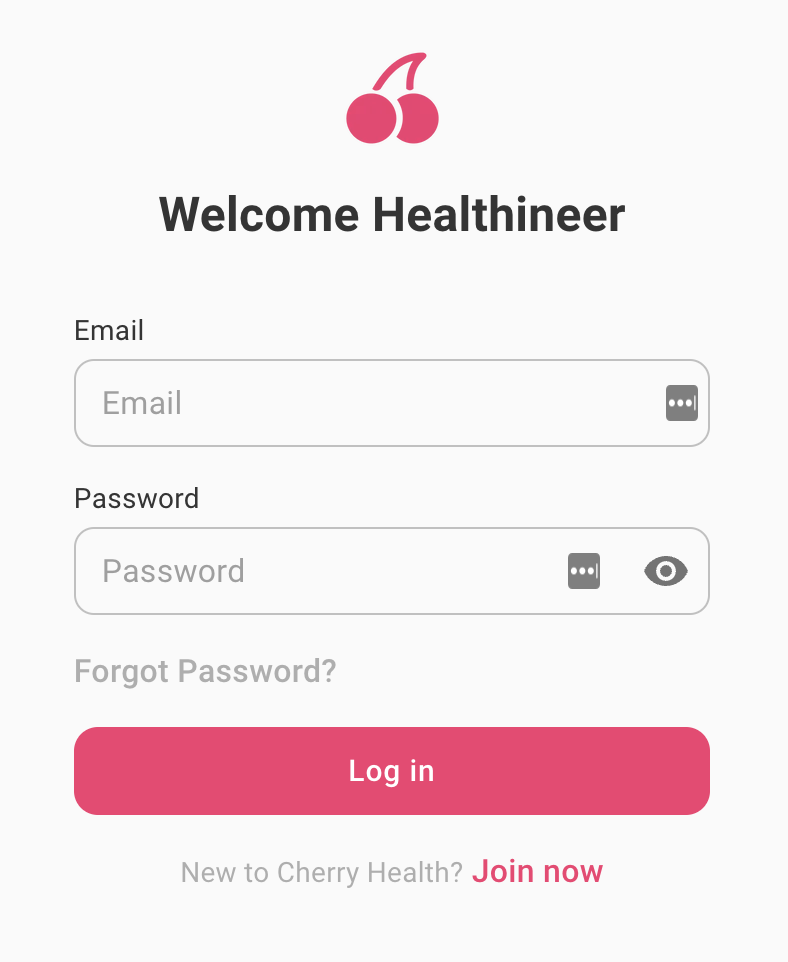 Welcome Healthineer
Email
Email
Password
Password
Forgot Password?
Log in
New to Cherry Health? Join now